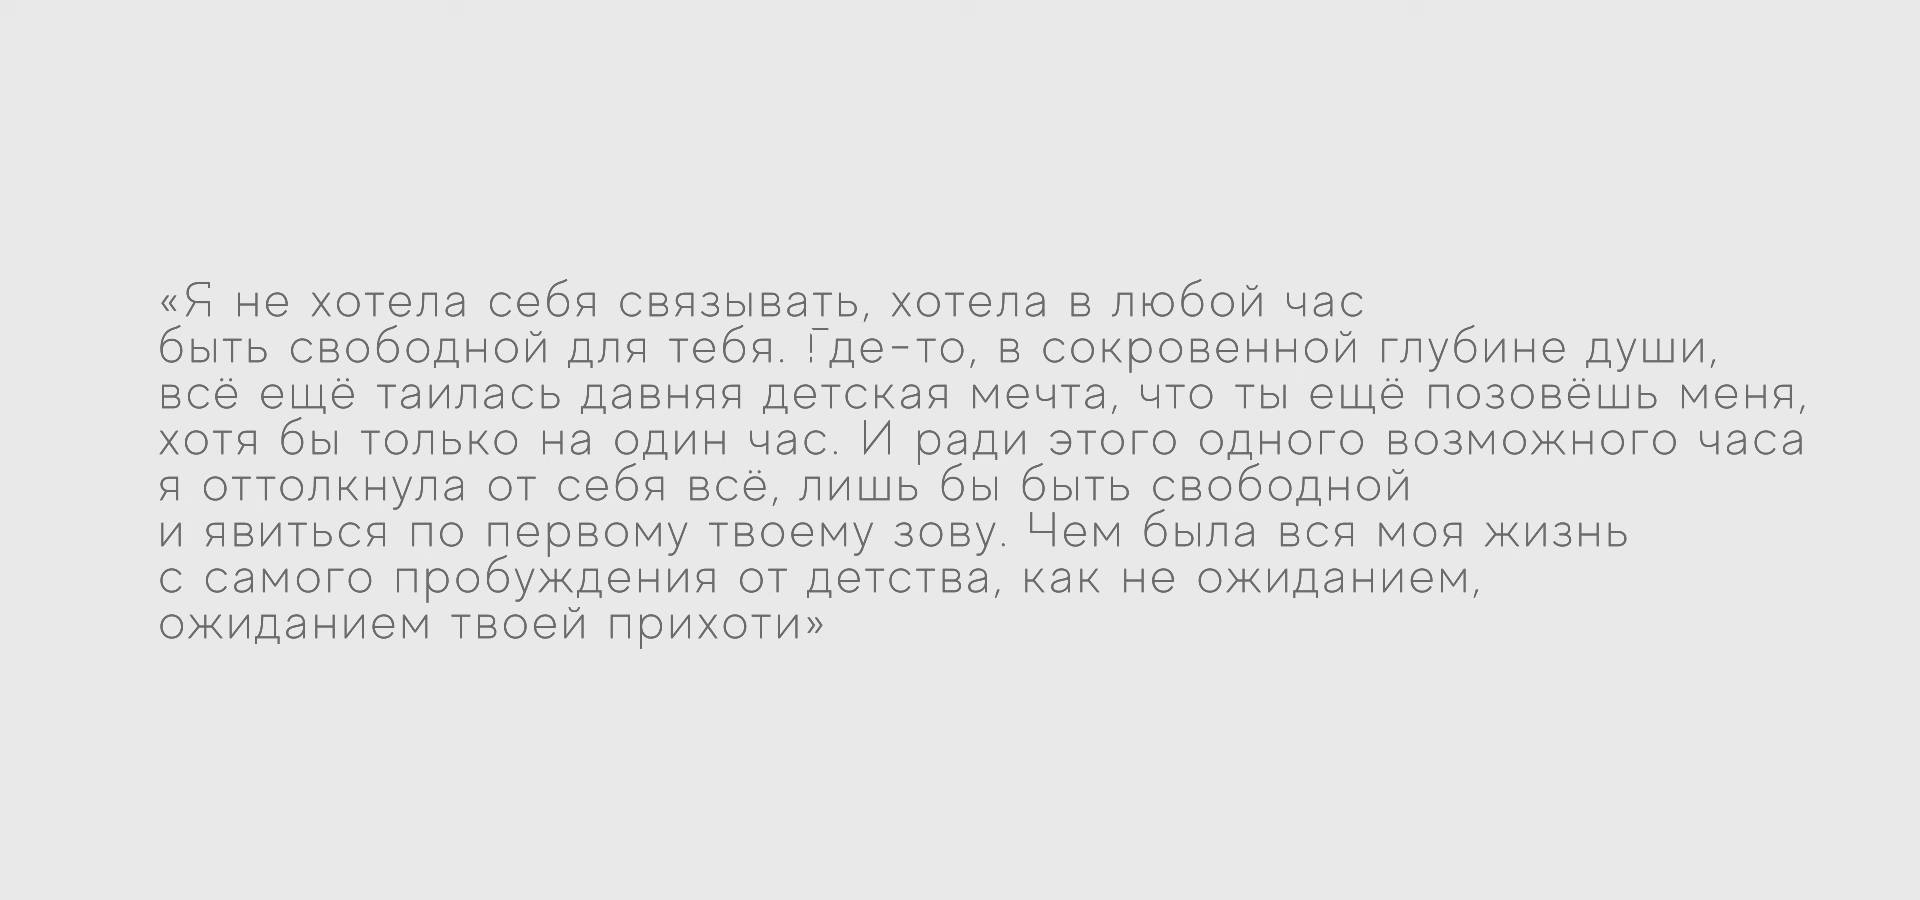 «Я не хотела себя связывать, хотела в любой час
быть свободной для тебя. Где-то, в сокровенной глубине души,
всё ещё таилась давняя детская мечта, что ты ещё позовёшь меня,
хотя бы только на один час. И ради этого одного возможного часа
я оттолкнула от себя всё, лишь бы быть свободной
и явиться по первому твоему зову. Чем была вся моя жизнь
с самого пробуждения от детства, как не ожиданием,
ожиданием твоей прихоти»